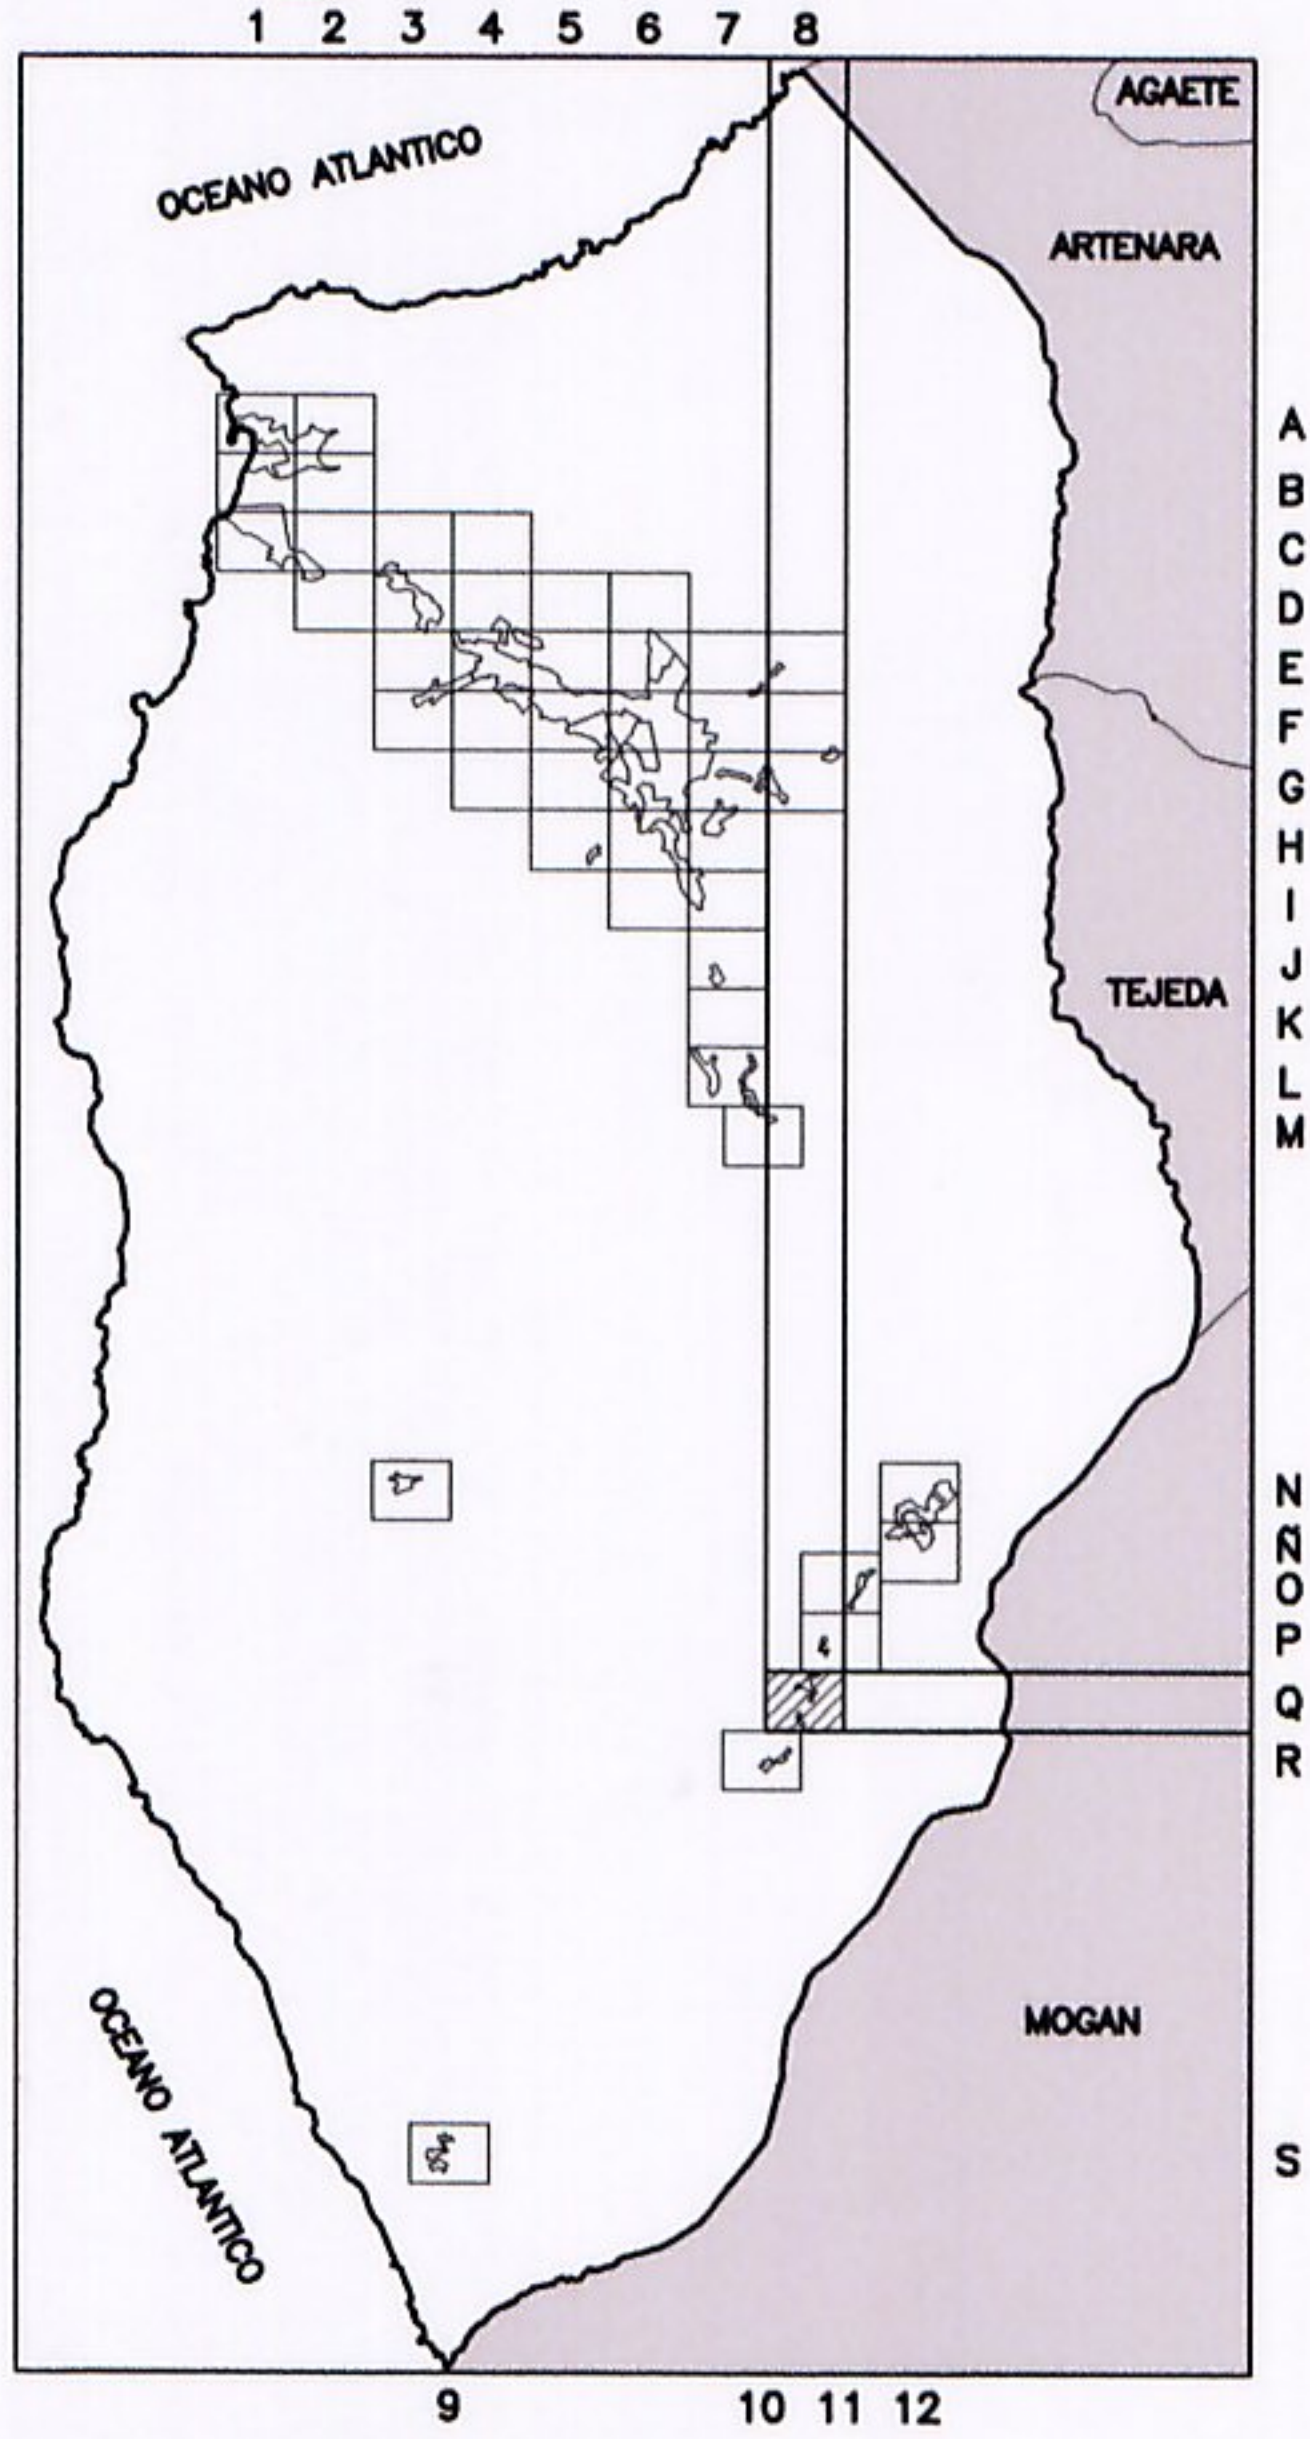 1 2 3 4 5 6 7 8
AGAETE
OCEANO ATLANTICO
ARTENARA
A
B
C
D
E
F
G
H
I
J
TEJEDA
K
L
M
N
Ñ
O
P
Q
R
MOGAN
OCEANO ATLANTICO
S
9 10 11 12